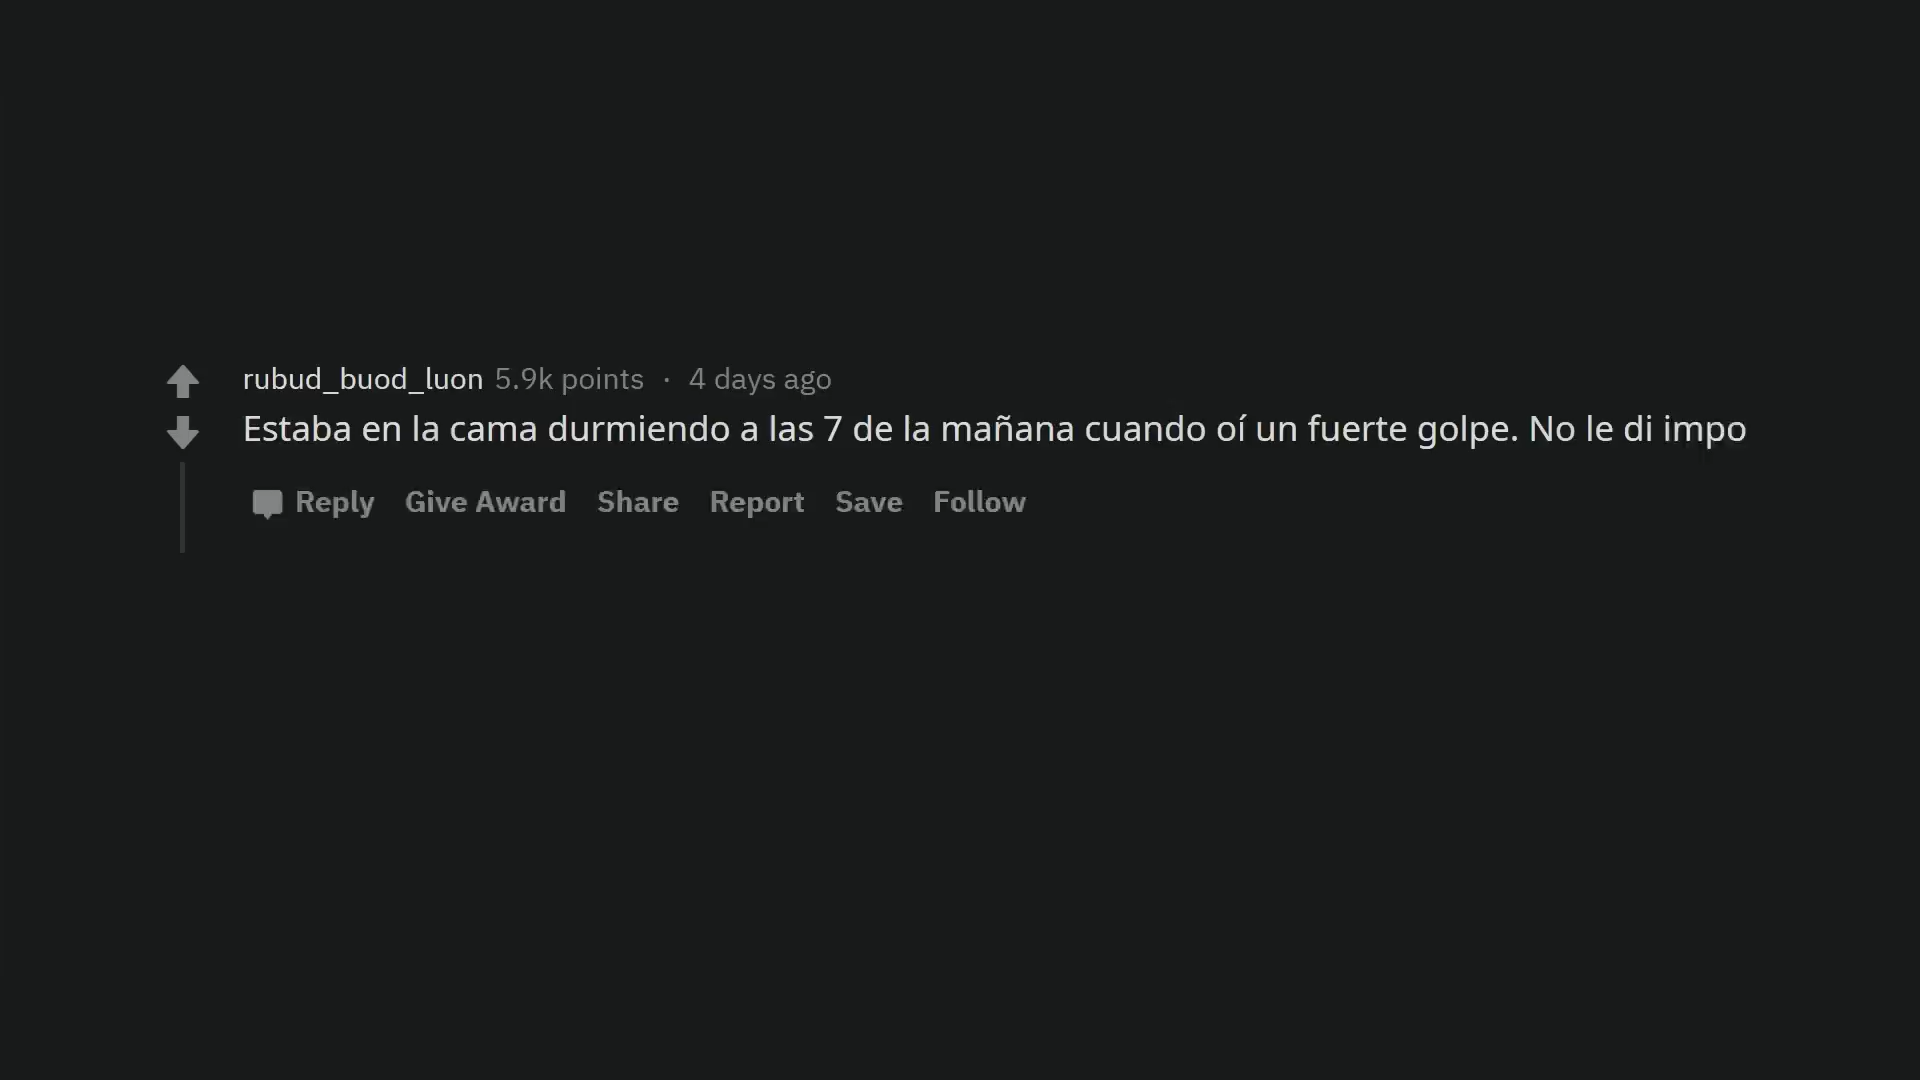 rubud_buod_luon 5.9k points · 4 days ago
Estaba en la cama durmiendo a las 7 de la mañana cuando oí un fuerte golpe. No le di impo
Reply Give Award Share Report Save Follow